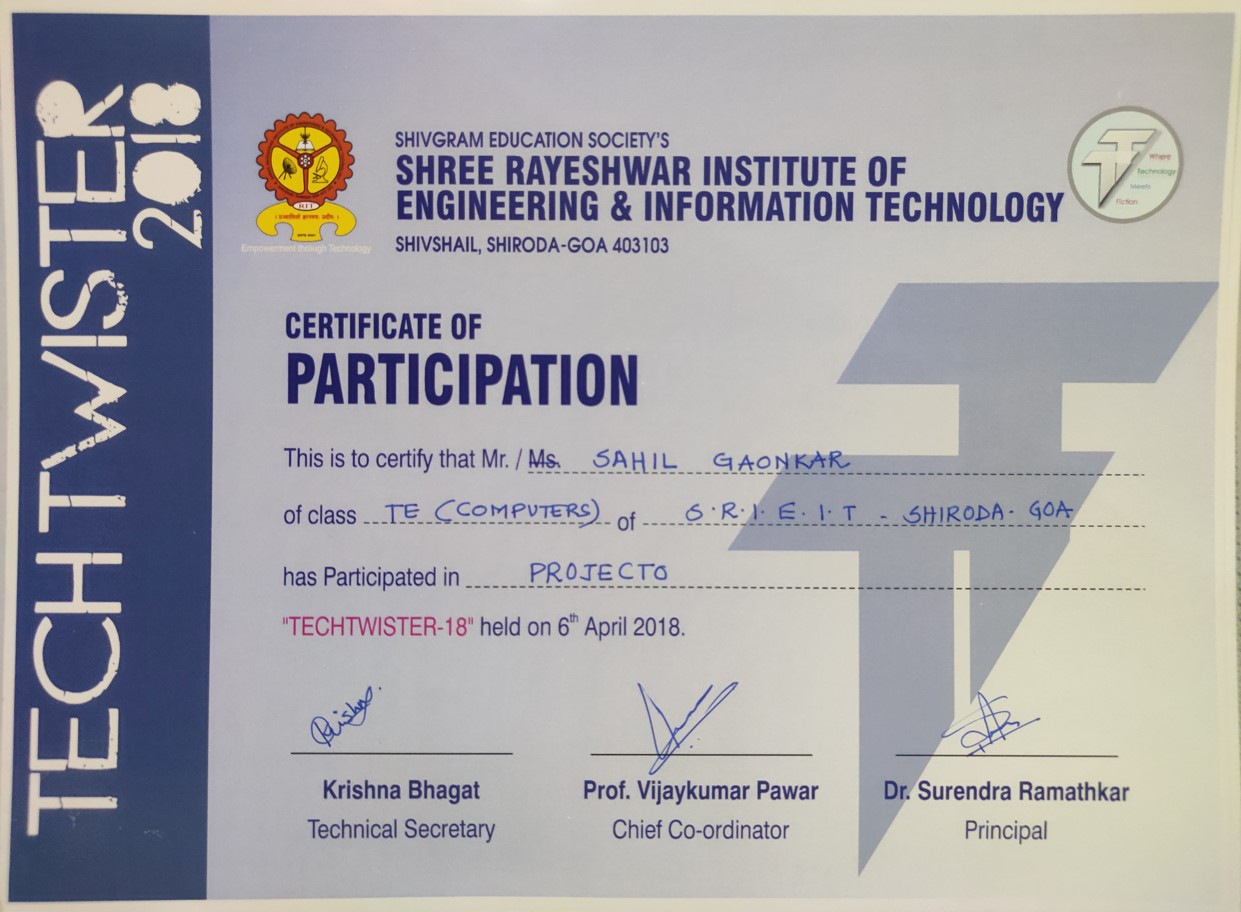 TECHTWISTER
2018
SHIVGRAM EDUCATION SOCIETY'S
SHREE RAYESHWAR INSTITUTE OF
ENGINEERING & INFORMATION TECHNOLOGY
SHIVSHAIL, SHIRODA-GOA 403103
RIT
Empowerment through Technology
Where
Technology
Meets
Fiction
CERTIFICATE OF
PARTICIPATION
This is to certify that Mr. / Ms. SAHIL GAONKAR
of class TE (COMPUTERS) of S.R.I.E.I.T - SHIRODA- GOA
has Participated in PROJECTO
"TECHTWISTER-18" held on 6th April 2018.
Krishna Bhagat Prof. Vijaykumar Pawar Dr. Surendra Ramathkar
Technical Secretary Chief Co-ordinator Principal